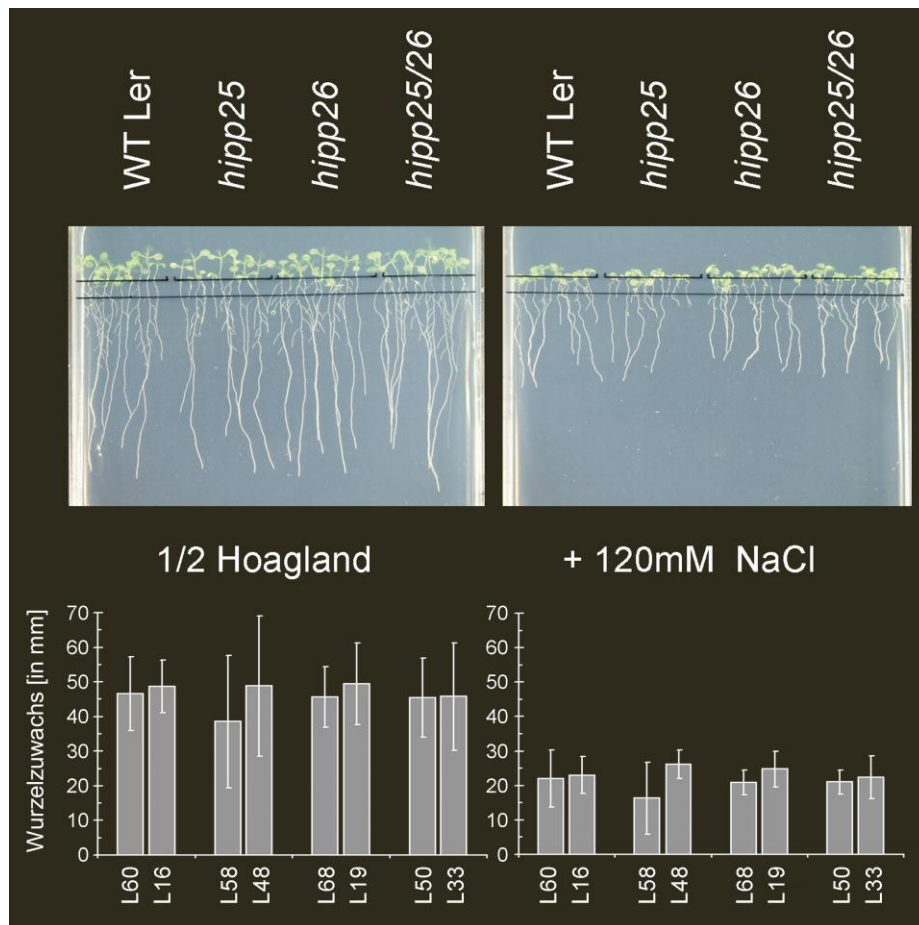 WT Ler
hipp25
hipp26
hipp25/26
WT Ler
hipp25
hipp26
hipp25/26
1/2 Hoagland
+ 120mM NaCl
Wurzelzuwachs [in mm]
70
60
50
40
30
20
10
0
L60
L16
L58
L48
L68
L19
L50
L33
70
60
50
40
30
20
10
0
L60
L16
L58
L48
L68
L19
L50
L33